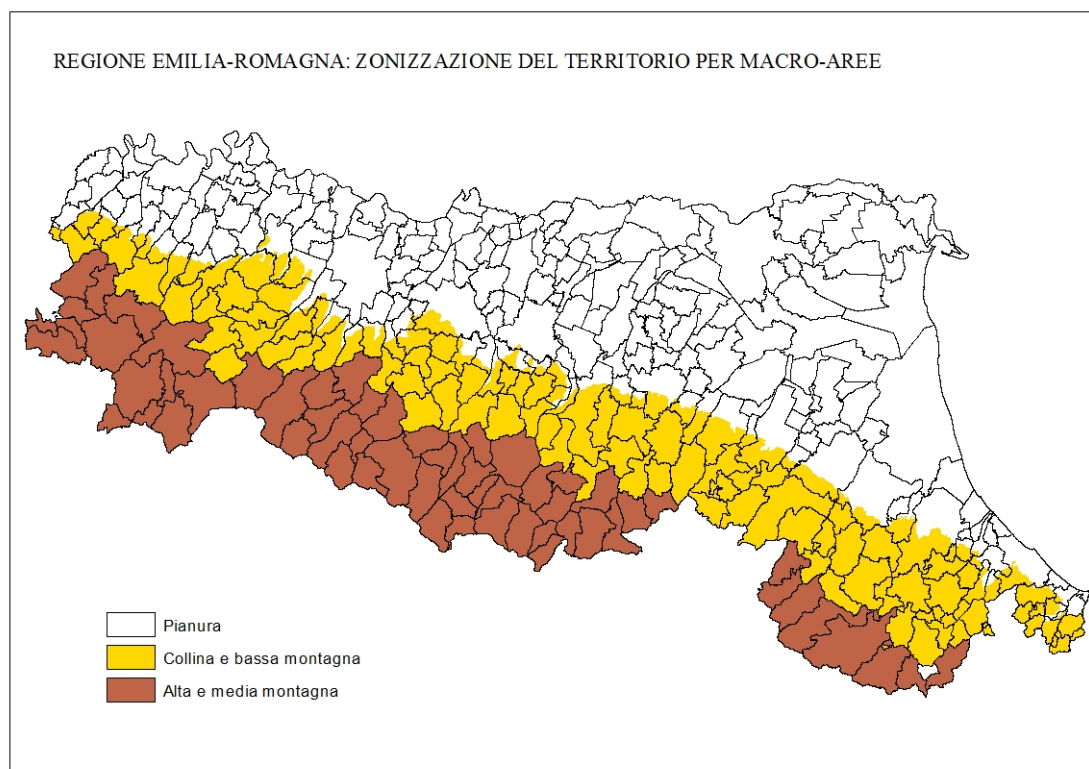 REGIONE EMILIA-ROMAGNA: ZONIZZAZIONE DEL TERRITORIO PER MACRO-AREE
Pianura
Collina e bassa montagna
Alta e media montagna